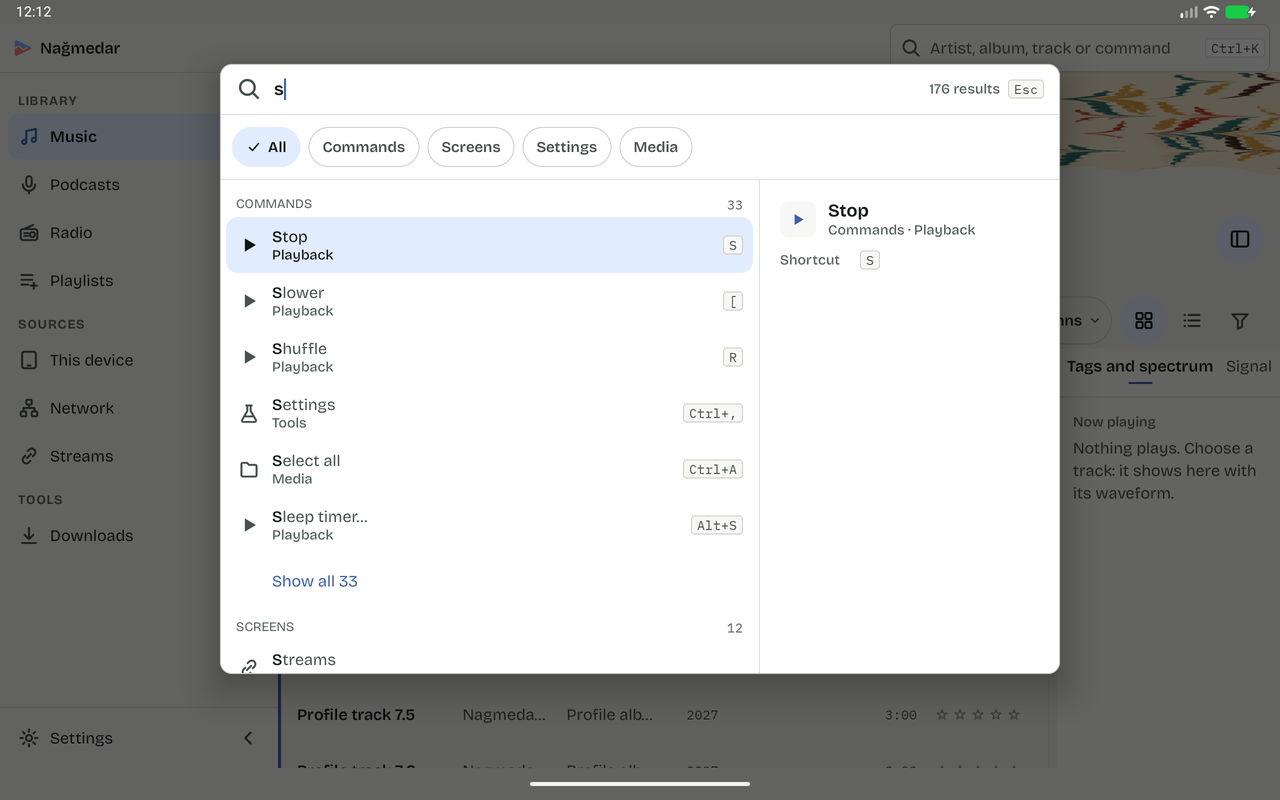 12:12
Nağmedar
Artist, album, track or command
Ctrl+K
s
176 results
Esc
All
Commands
Screens
Settings
Media
LIBRARY
Music
Podcasts
Radio
Playlists
SOURCES
This device
Network
Streams
TOOLS
Downloads
Settings
COMMANDS
33
Stop
Playback
S
Slower
Playback
[
Shuffle
Playback
R
Settings
Tools
Ctrl+,
Select all
Media
Ctrl+A
Sleep timer...
Playback
Alt+S
Show all 33
SCREENS
12
Streams
Stop
Commands · Playback
Shortcut
S
Tags and spectrum
Signal
Now playing
Nothing plays. Choose a
track: it shows here with
its waveform.
Profile track 7.5
Nagmeda...
Profile alb...
2027
3:00